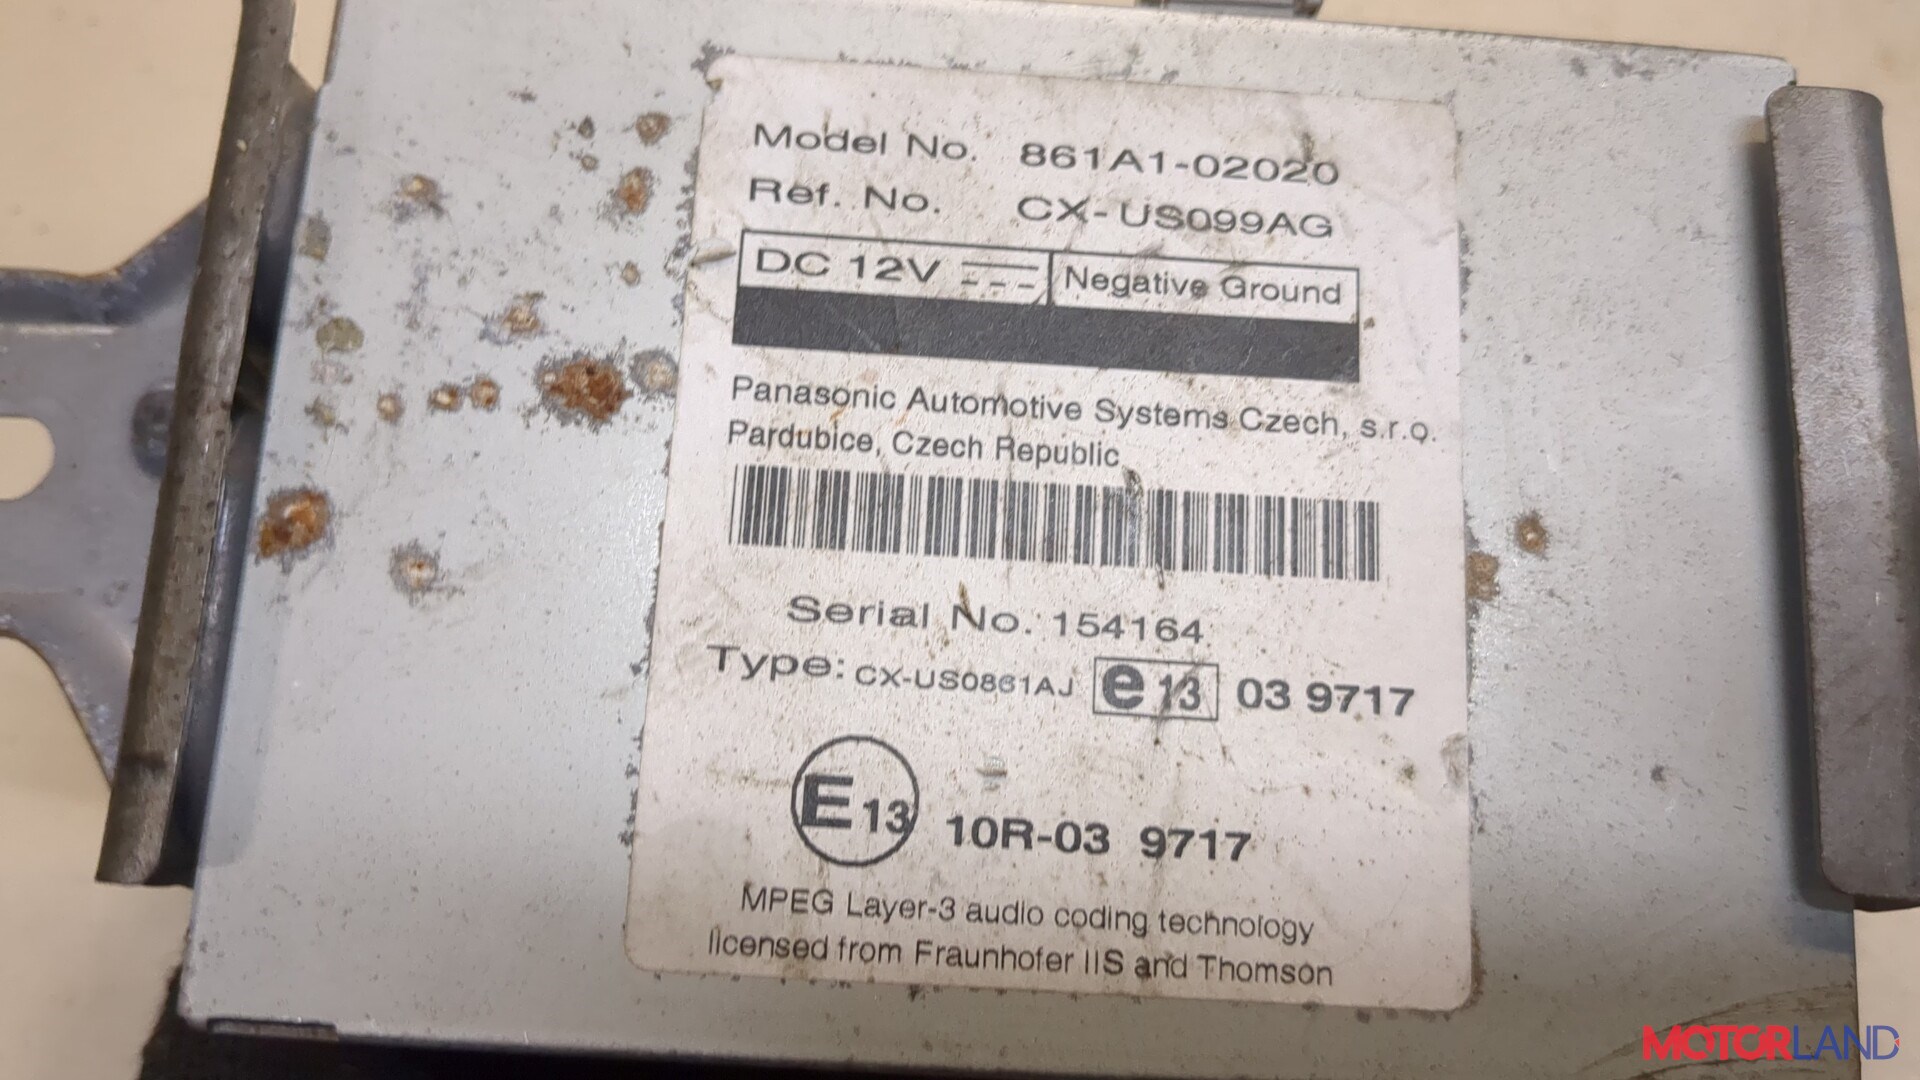 Model No. 861A1-02020
Ref. No. CX-US099AG
DC 12V Negative Ground
Panasonic Automotive Systems Czech, s.r.o.
Pardubice, Czech Republic
Serial No. 154164
Type: CX-US0861AJ e13 03 9717
E13 10R-03 9717
MPEG Layer-3 audio coding technology
licensed from Fraunhofer IIS and Thomson
MOTORLAND